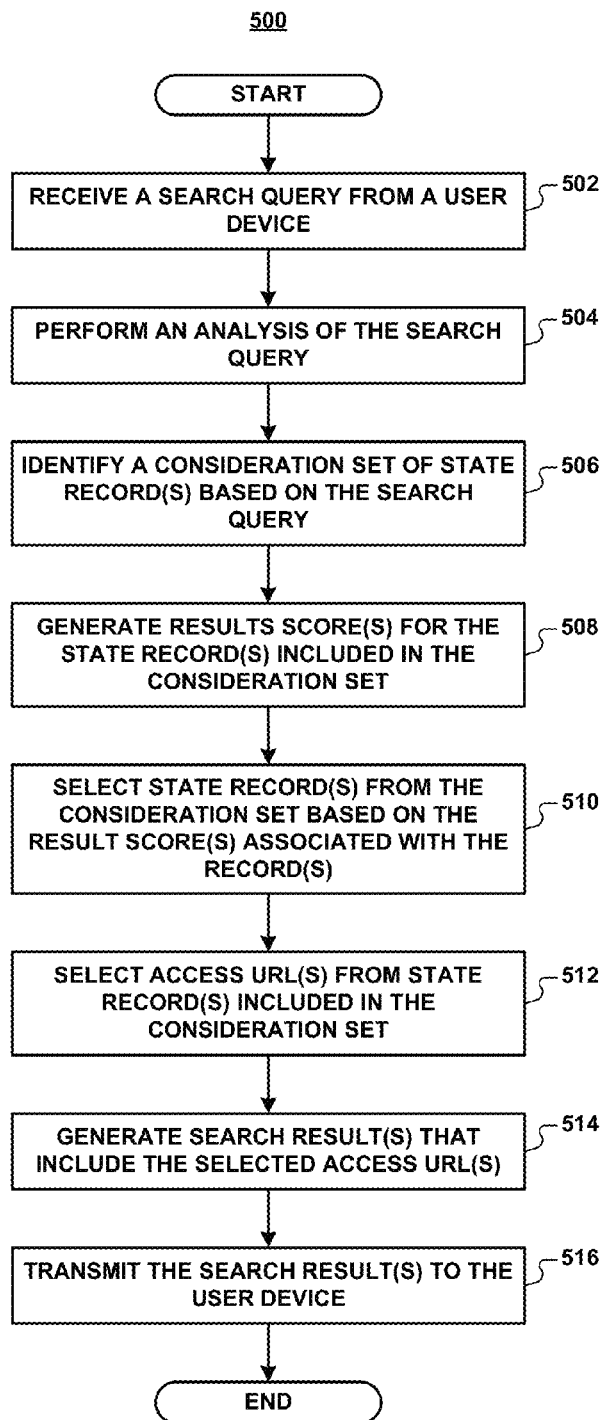 500
START
RECEIVE A SEARCH QUERY FROM A USER
DEVICE
502
PERFORM AN ANALYSIS OF THE SEARCH
QUERY
504
IDENTIFY A CONSIDERATION SET OF STATE
RECORD(S) BASED ON THE SEARCH
QUERY
506
GENERATE RESULTS SCORE(S) FOR THE
STATE RECORD(S) INCLUDED IN THE
CONSIDERATION SET
508
SELECT STATE RECORD(S) FROM THE
CONSIDERATION SET BASED ON THE
RESULT SCORE(S) ASSOCIATED WITH THE
RECORD(S)
510
SELECT ACCESS URL(S) FROM STATE
RECORD(S) INCLUDED IN THE
CONSIDERATION SET
512
GENERATE SEARCH RESULT(S) THAT
INCLUDE THE SELECTED ACCESS URL(S)
514
TRANSMIT THE SEARCH RESULT(S) TO THE
USER DEVICE
516
END